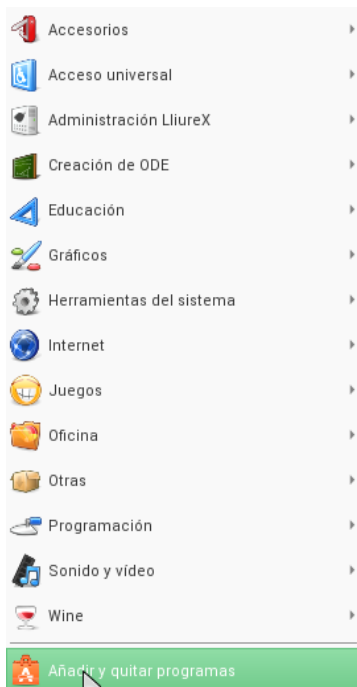 Accesorios
Acceso universal
Administración LliureX
Creación de ODE
Educación
Gráficos
Herramientas del sistema
Internet
Juegos
Oficina
Otras
Programación
Sonido y vídeo
Wine
Añadir y quitar programas